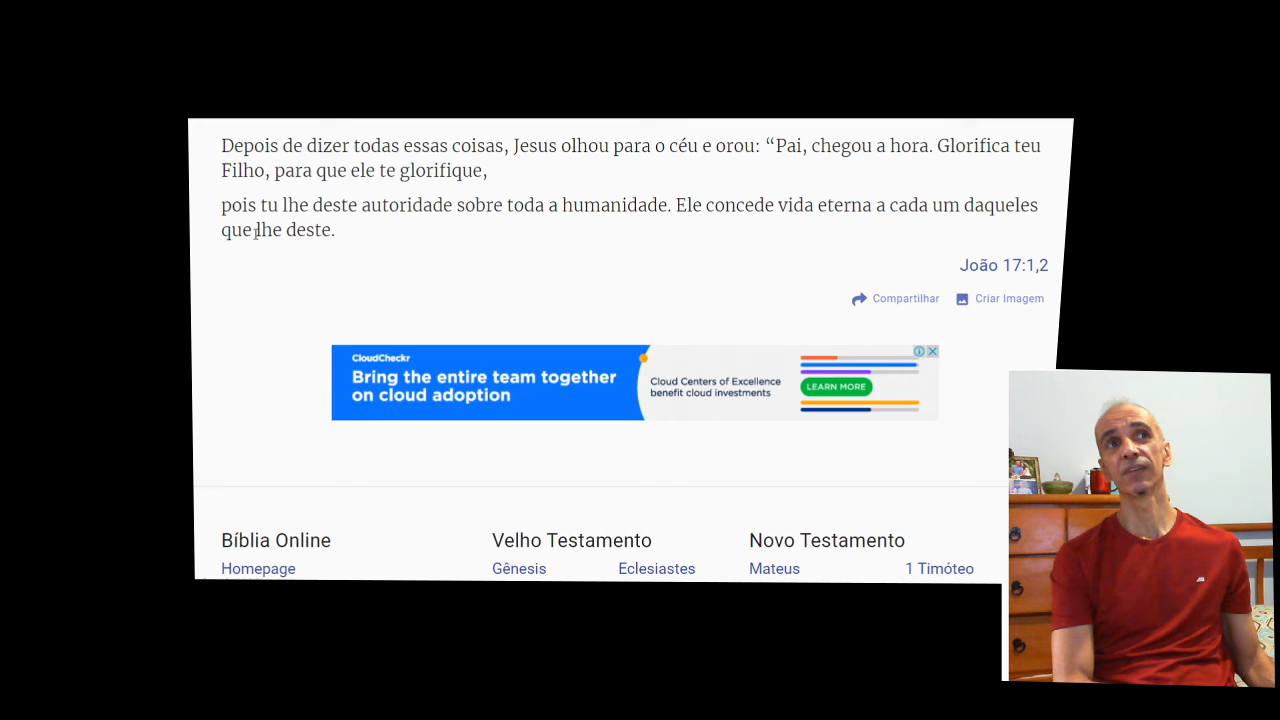 Depois de dizer todas essas coisas, Jesus olhou para o céu e orou: “Pai, chegou a hora. Glorifica teu
Filho, para que ele te glorifique,
pois tu lhe deste autoridade sobre toda a humanidade. Ele concede vida eterna a cada um daqueles
que lhe deste.
João 17:1,2
Compartilhar Criar Imagem
CloudCheckr
Bring the entire team together
on cloud adoption
Cloud Centers of Excellence
benefit cloud investments
LEARN MORE
Bíblia Online Velho Testamento Novo Testamento
Homepage Gênesis Eclesiastes Mateus 1 Timóteo